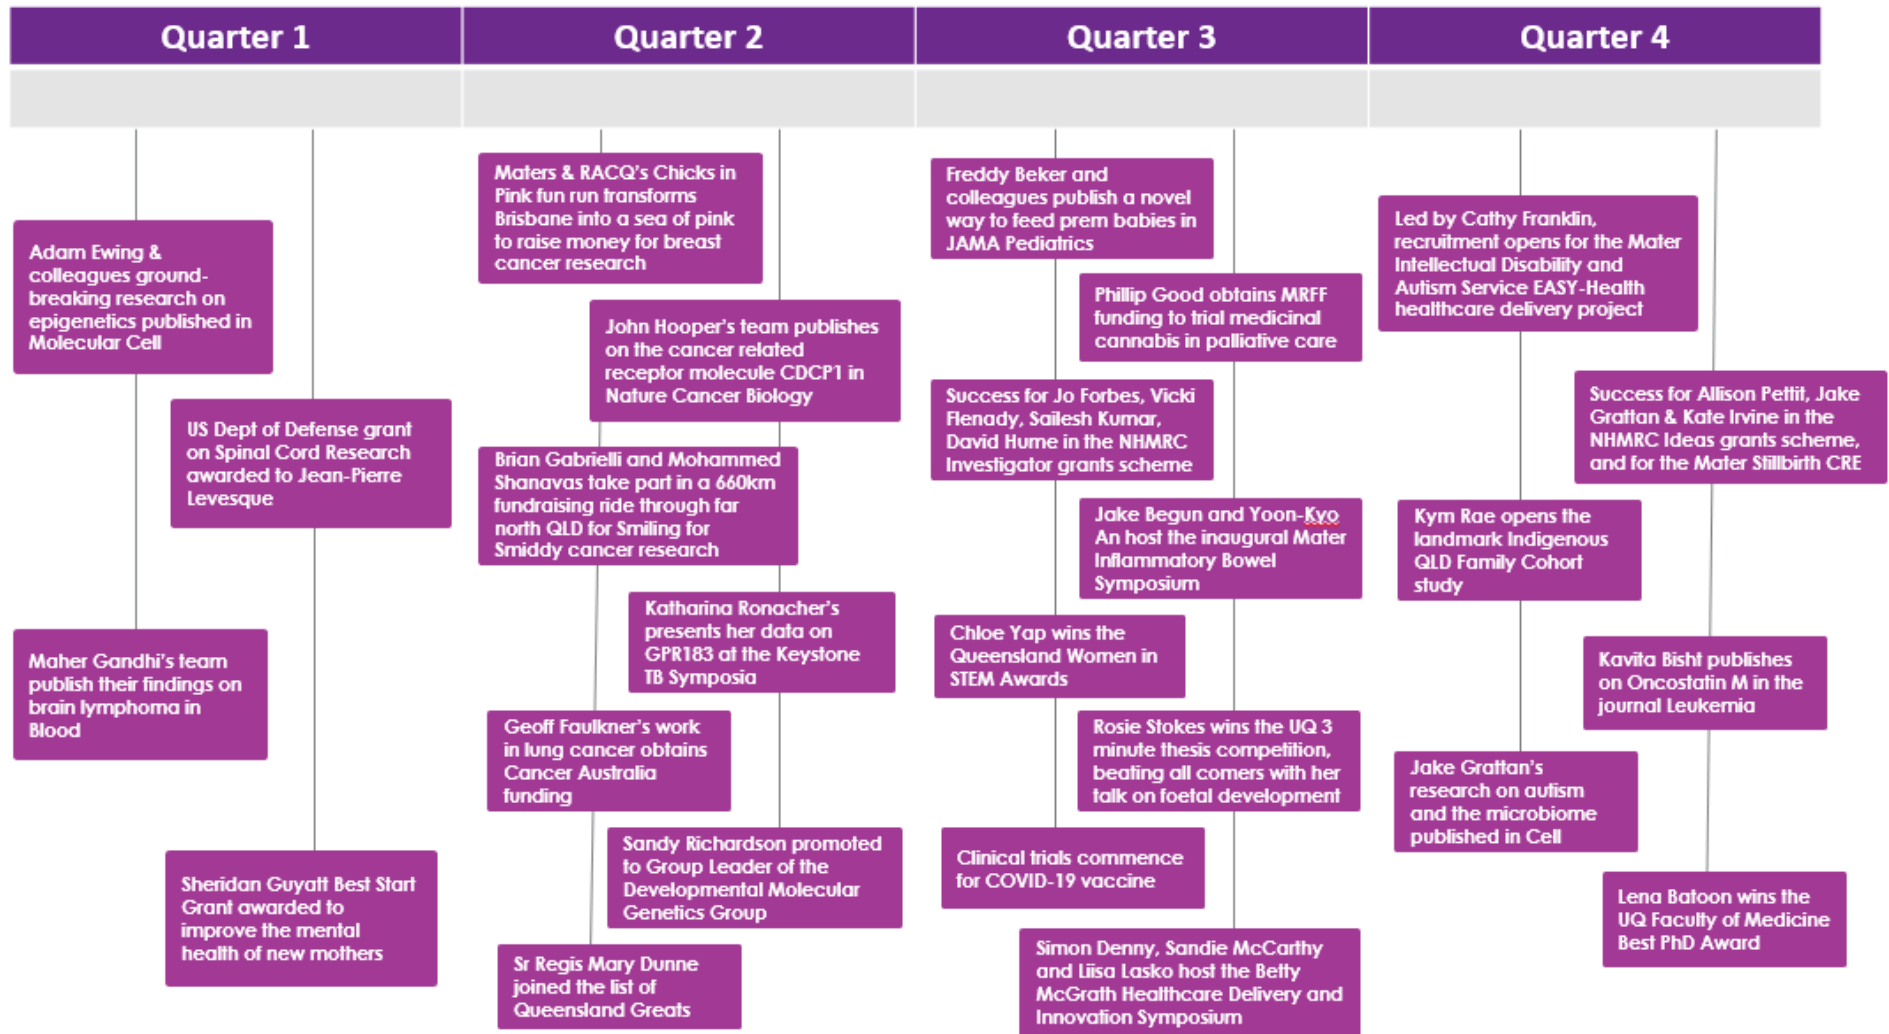 Quarter 1
Adam Ewing &
colleagues ground-
breaking research on
epigenetics published in
Molecular Cell
US Dept of Defense grant
on Spinal Cord Research
awarded to Jean-Pierre
Levesque
Maher Gandhi's team
publish their findings on
brain lymphoma in
Blood
Sheridan Guyatt Best Start
Grant awarded to
improve the mental
health of new mothers
Quarter 2
Maters & RACQ's Chicks in
Pink fun run transforms
Brisbane into a sea of pink
to raise money for breast
cancer research
John Hooper's team publishes
on the cancer related
receptor molecule CDCP1 in
Nature Cancer Biology
Brian Gabrielli and Mohammed
Shanavas take part in a 660km
fundraising ride through far
north QLD for Smiling for
Smiddy cancer research
Katharina Ronacher's
presents her data on
GPR183 at the Keystone
TB Symposia
Geoff Faulkner's work
in lung cancer obtains
Cancer Australia
funding
Sandy Richardson promoted
to Group Leader of the
Developmental Molecular
Genetics Group
Sr Regis Mary Dunne
joined the list of
Queensland Greats
Quarter 3
Freddy Beker and
colleagues publish a novel
way to feed prem babies in
JAMA Pediatrics
Phillip Good obtains MRFF
funding to trial medicinal
cannabis in palliative care
Success for Jo Forbes, Vicki
Flenady, Sailesh Kumar,
David Hume in the NHMRC
Investigator grants scheme
Jake Begun and Yoon-Kyo
An host the inaugural Mater
Inflammatory Bowel
Symposium
Chloe Yap wins the
Queensland Women in
STEM Awards
Rosie Stokes wins the UQ 3
minute thesis competition,
beating all comers with her
talk on foetal development
Clinical trials commence
for COVID-19 vaccine
Simon Denny, Sandie McCarthy
and Liisa Lasko host the Betty
McGrath Healthcare Delivery and
Innovation Symposium
Quarter 4
Led by Cathy Franklin,
recruitment opens for the Mater
Intellectual Disability and
Autism Service EASY-Health
healthcare delivery project
Success for Allison Pettit, Jake
Grattan & Kate Irvine in the
NHMRC Ideas grants scheme,
and for the Mater Stillbirth CRE
Kym Rae opens the
landmark Indigenous
QLD Family Cohort
study
Kavita Bisht publishes
on Oncostatin M in the
journal Leukemia
Jake Grattan's
research on autism
and the microbiome
published in Cell
Lena Batoon wins the
UQ Faculty of Medicine
Best PhD Award